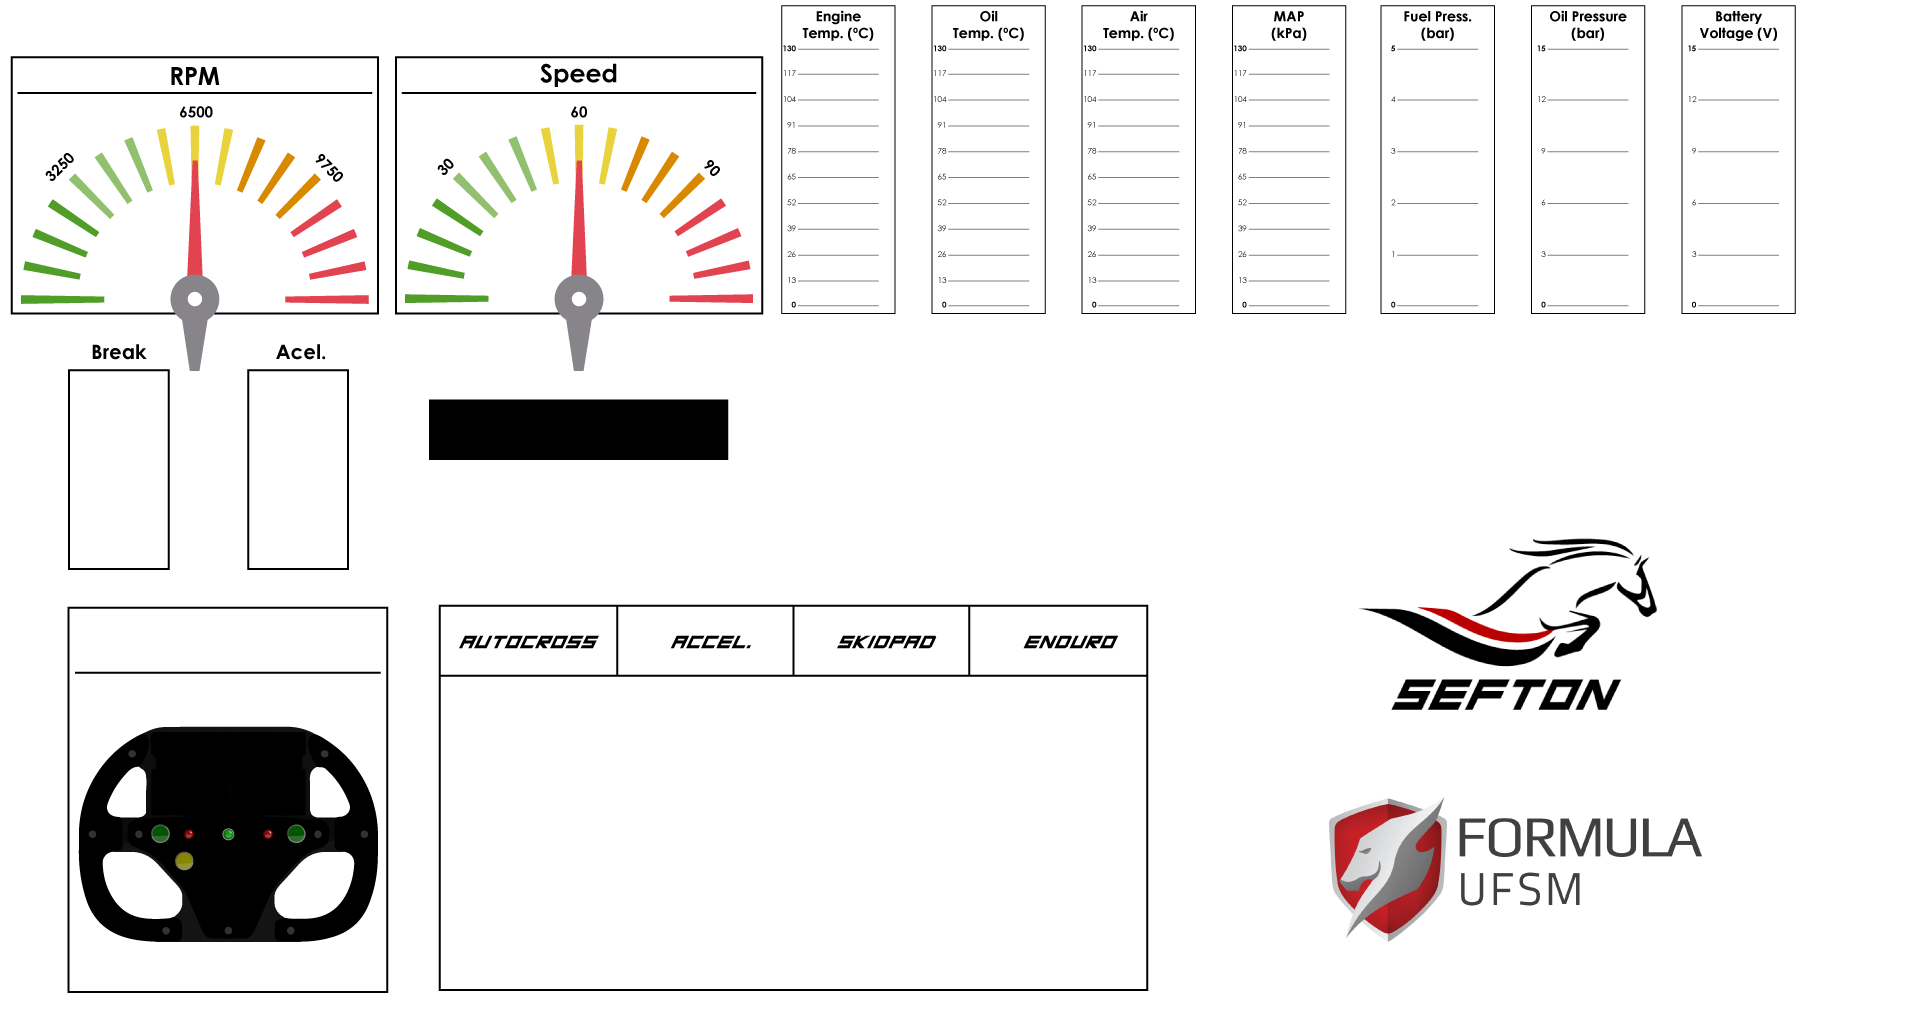 RPM
6500
3250
9750
Speed
60
30
90
Engine
Temp. (ºC)
130
117
104
91
78
65
52
39
26
13
0
Oil
Temp. (ºC)
130
117
104
91
78
65
52
39
26
13
0
Air
Temp. (ºC)
130
117
104
91
78
65
52
39
26
13
0
MAP
(kPa)
130
117
104
91
78
65
52
39
26
13
0
Fuel Press.
(bar)
5
4
3
2
1
0
Oil Pressure
(bar)
15
12
9
6
3
0
Battery
Voltage (V)
15
12
9
6
3
0
Break
Acel.
AUTOCROSS
ACCEL.
SKIDPAD
ENDURO
SEFTON
FORMULA
UFSM